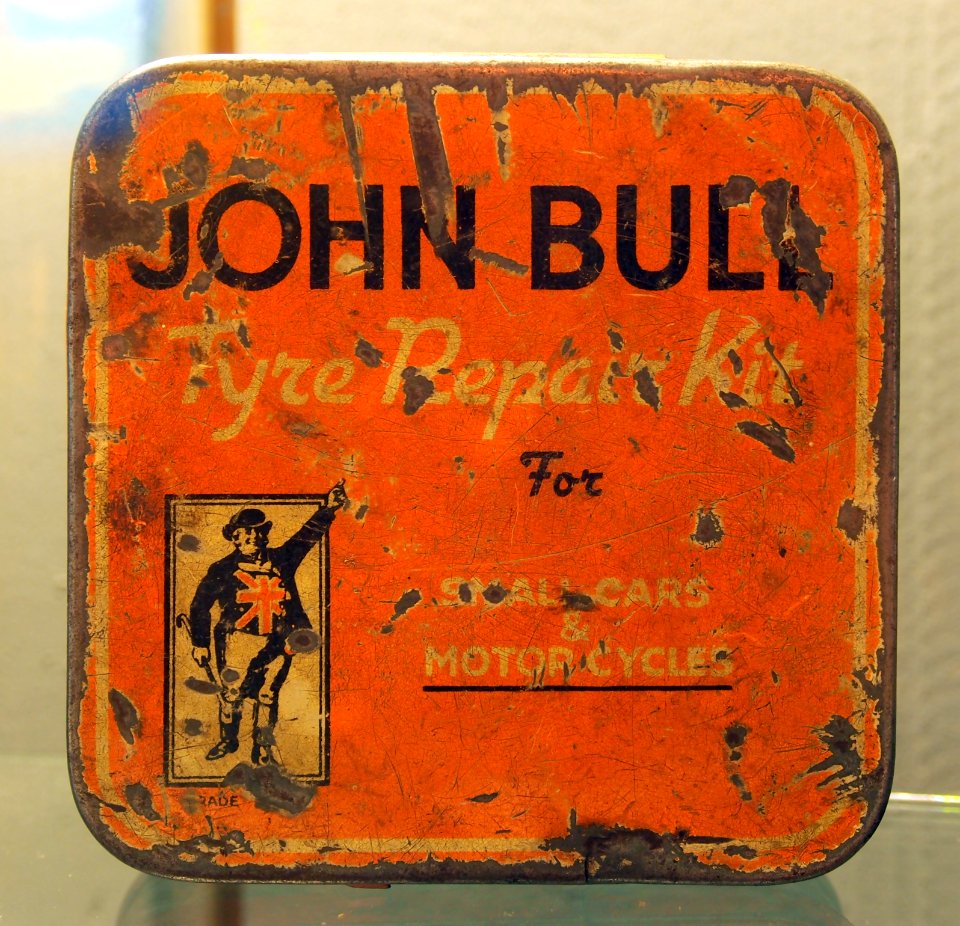 JOHN BULL
Tyre Repair Kit
For
SMALL CARS
&
MOTOR CYCLES
TRADE